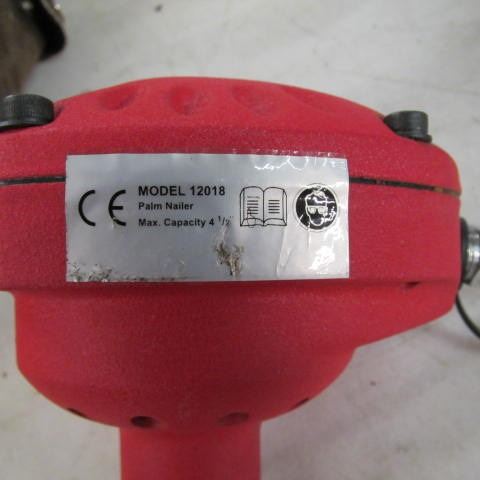 CE MODEL 12018
Palm Nailer
Max. Capacity 4 1/2"